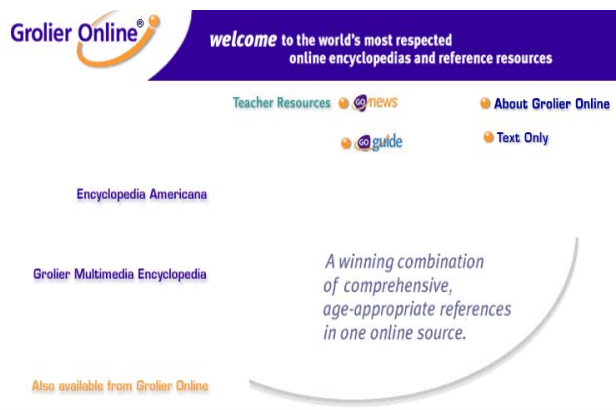 Grolier Online®
welcome to the world's most respected
online encyclopedias and reference resources
Teacher Resources
GO news
About Grolier Online
GO guide
Text Only
Encyclopedia Americana
Grolier Multimedia Encyclopedia
A winning combination
of comprehensive,
age-appropriate references
in one online source.
Also available from Grolier Online